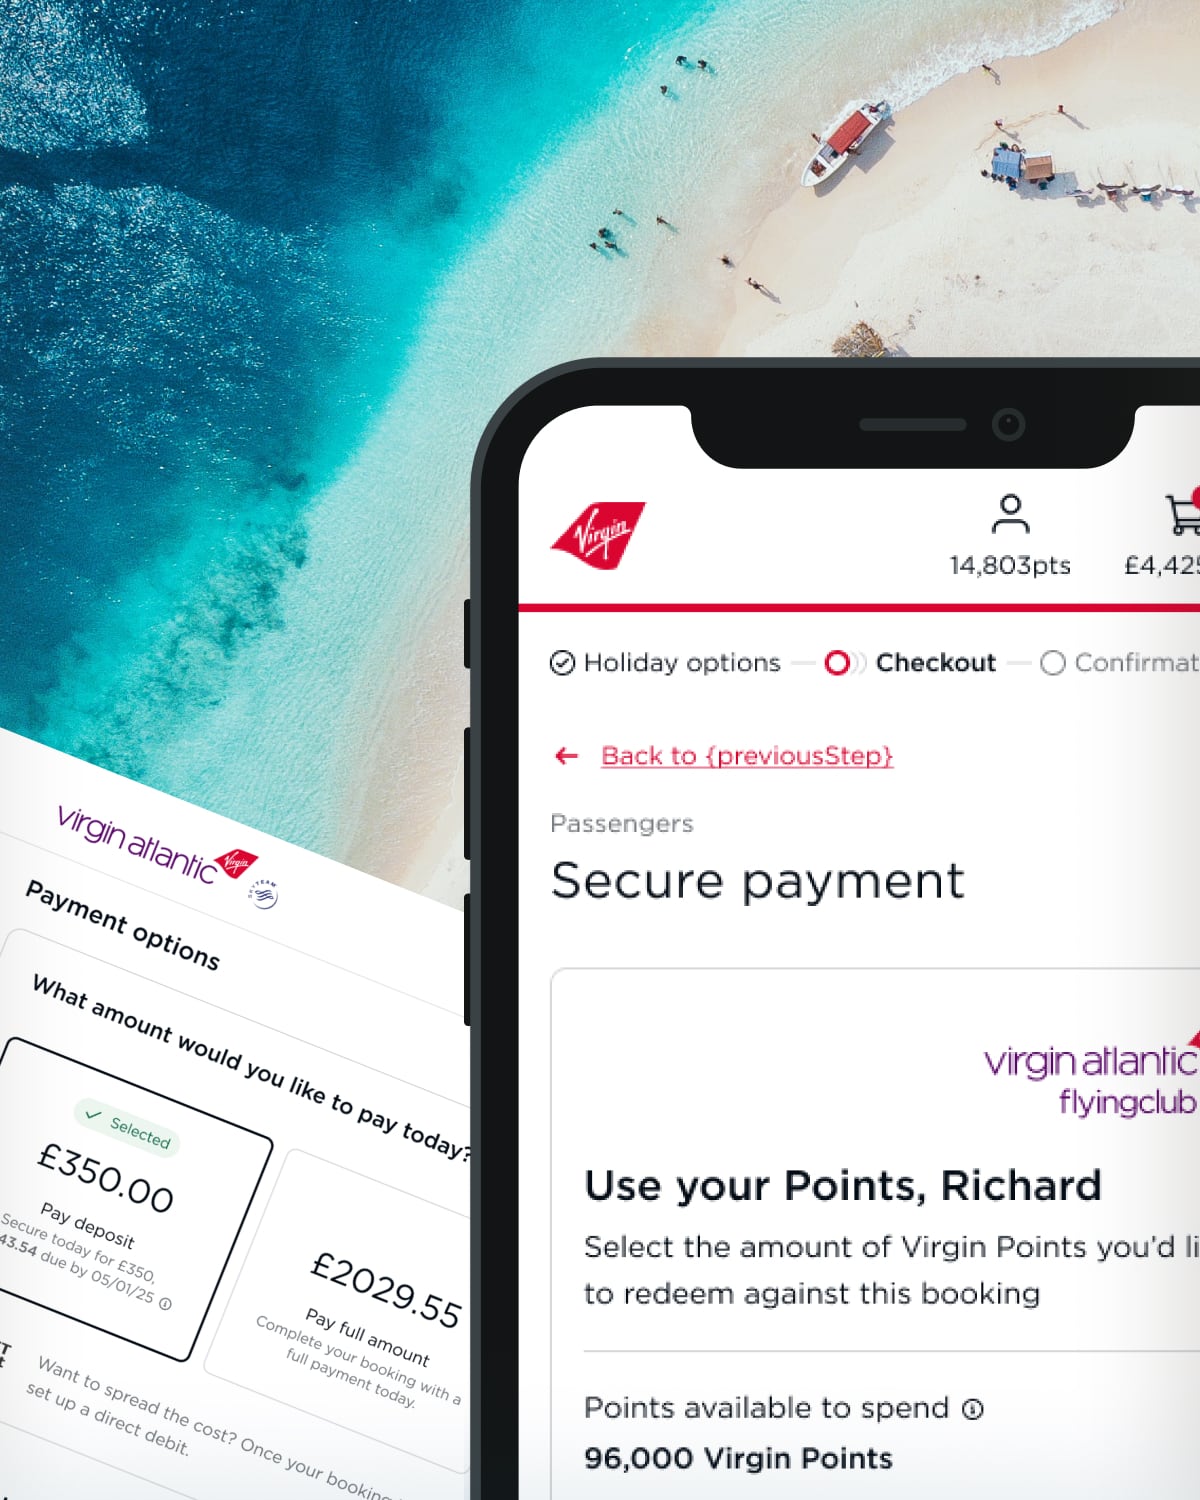 Virgin
14,803pts
£4,425
Holiday options
Checkout
Confirmat
Back to {previousStep}
Passengers
Secure payment
virgin atlantic
flyingclub
Use your Points, Richard
Select the amount of Virgin Points you'd li
to redeem against this booking
Points available to spend
96,000 Virgin Points
virgin atlantic
Virgin
SKYTEAM
Payment options
What amount would you like to pay today?
Selected
£350.00
Pay deposit
Secure today for £350,
43.54 due by 05/01/25
£2029.55
Pay full amount
Complete your booking with a
full payment today.
Want to spread the cost? Once your booking
set up a direct debit.